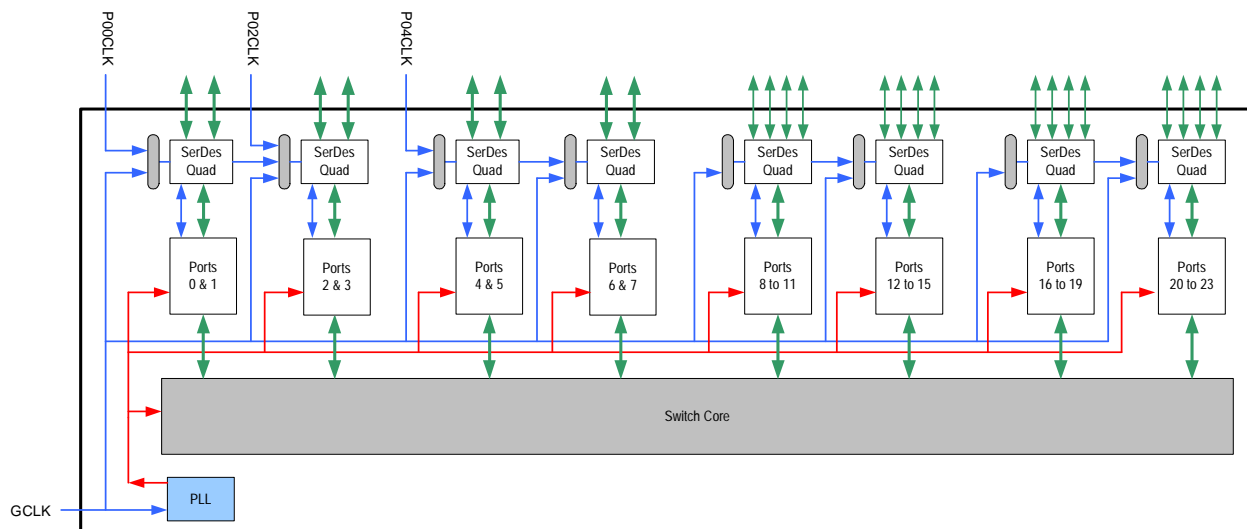 P00CLK
P02CLK
P04CLK
SerDes
Quad
SerDes
Quad
SerDes
Quad
SerDes
Quad
SerDes
Quad
SerDes
Quad
SerDes
Quad
SerDes
Quad
Ports
0 & 1
Ports
2 & 3
Ports
4 & 5
Ports
6 & 7
Ports
8 to 11
Ports
12 to 15
Ports
16 to 19
Ports
20 to 23
Switch Core
PLL
GCLK